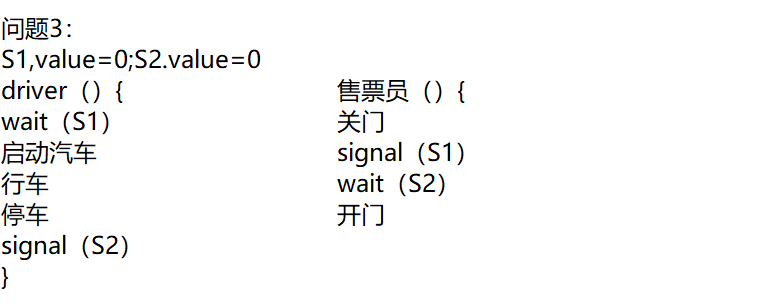 问题3：
S1,value=0;S2.value=0
driver（）{ 售票员（）{
wait（S1） 关门
启动汽车 signal（S1）
行车 wait（S2）
停车 开门
signal（S2）
}